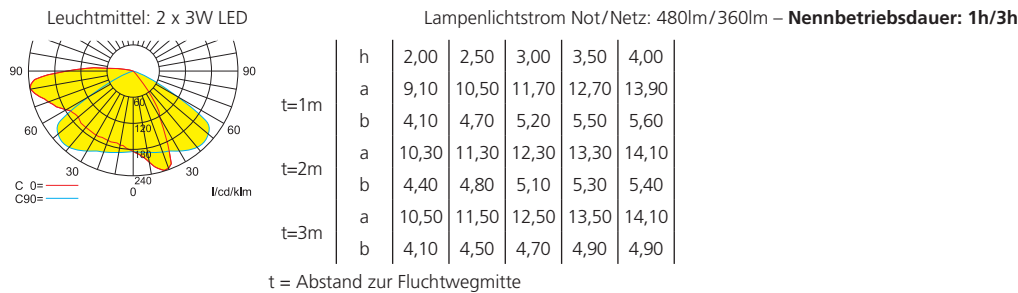 Leuchtmittel: 2 x 3W LED
Lampenlichtstrom Not/Netz: 480lm/360lm – Nennbetriebsdauer: 1h/3h
90 90
60
60 60
120
180
30 30
240
0
C 0=
C90=
I/cd/klm
h 2,00 2,50 3,00 3,50 4,00
t=1m
a 9,10 10,50 11,70 12,70 13,90
b 4,10 4,70 5,20 5,50 5,60
t=2m
a 10,30 11,30 12,30 13,30 14,10
b 4,40 4,80 5,10 5,30 5,40
t=3m
a 10,50 11,50 12,50 13,50 14,10
b 4,10 4,50 4,70 4,90 4,90
t = Abstand zur Fluchtwegmitte